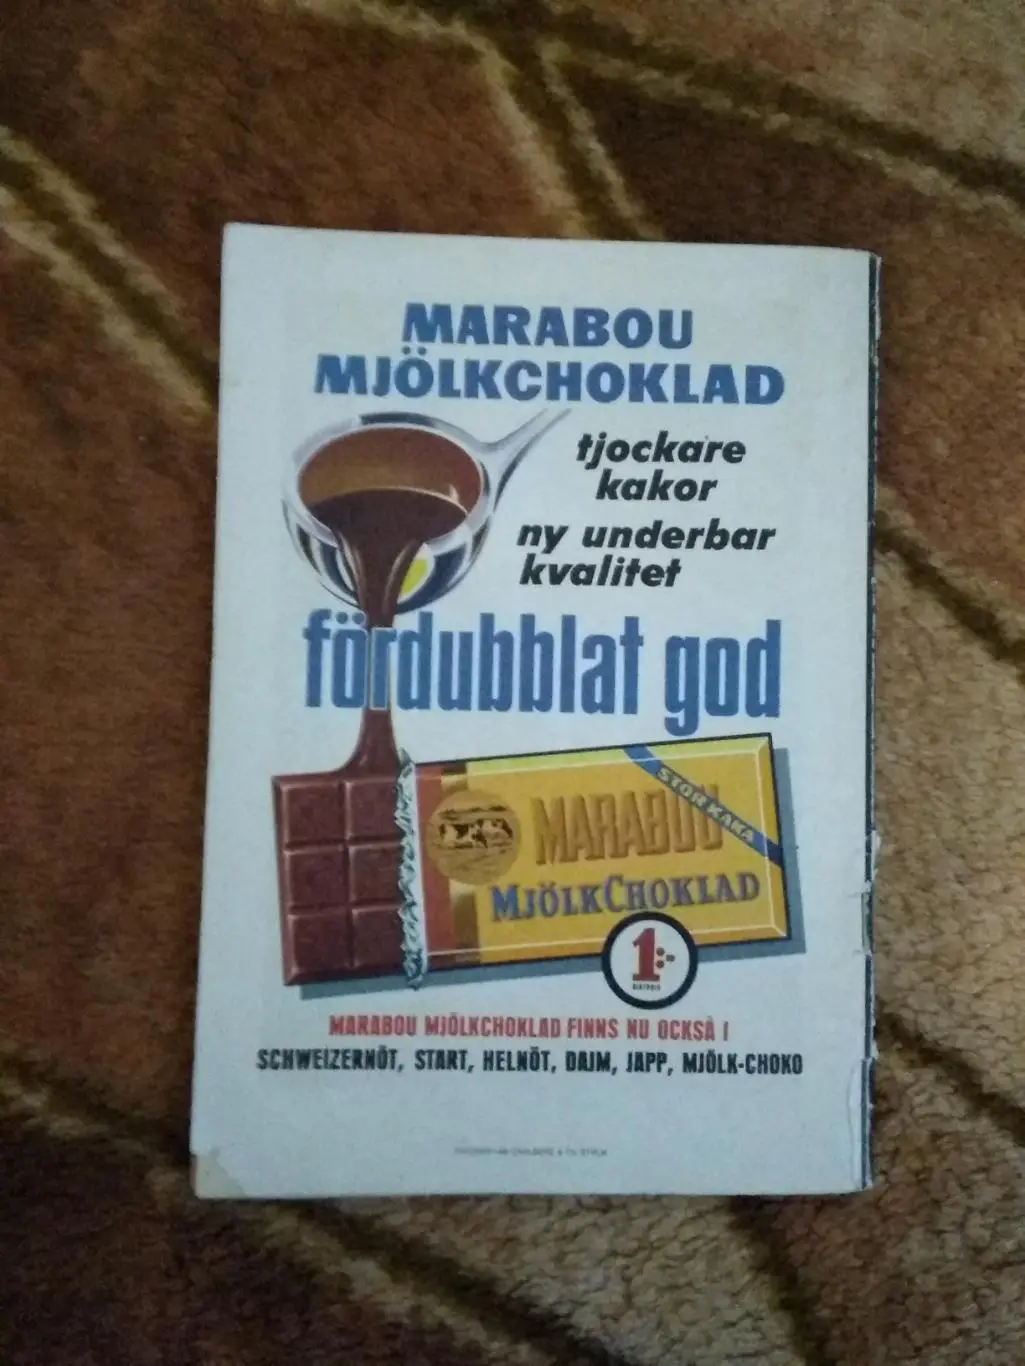 MARABOU
MJÖLKCHOKLAD
tjockare
kakor
ny underbar
kvalitet
fördubblat god
STOR KAKA
MARABOU
MJÖLKCHOKLAD
1:-
MARABOU MJÖLKCHOKLAD FINNS NU OCKSÅ I
SCHWEIZERNÖT, START, HELNÖT, DAJM, JAPP, MJÖLK-CHOKO